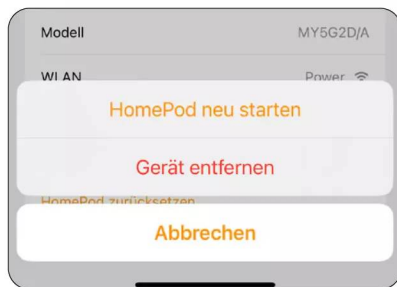 Modell MY5G2D/A
WLAN Power
HomePod neu starten
Gerät entfernen
HomePod zurücksetzen
Abbrechen